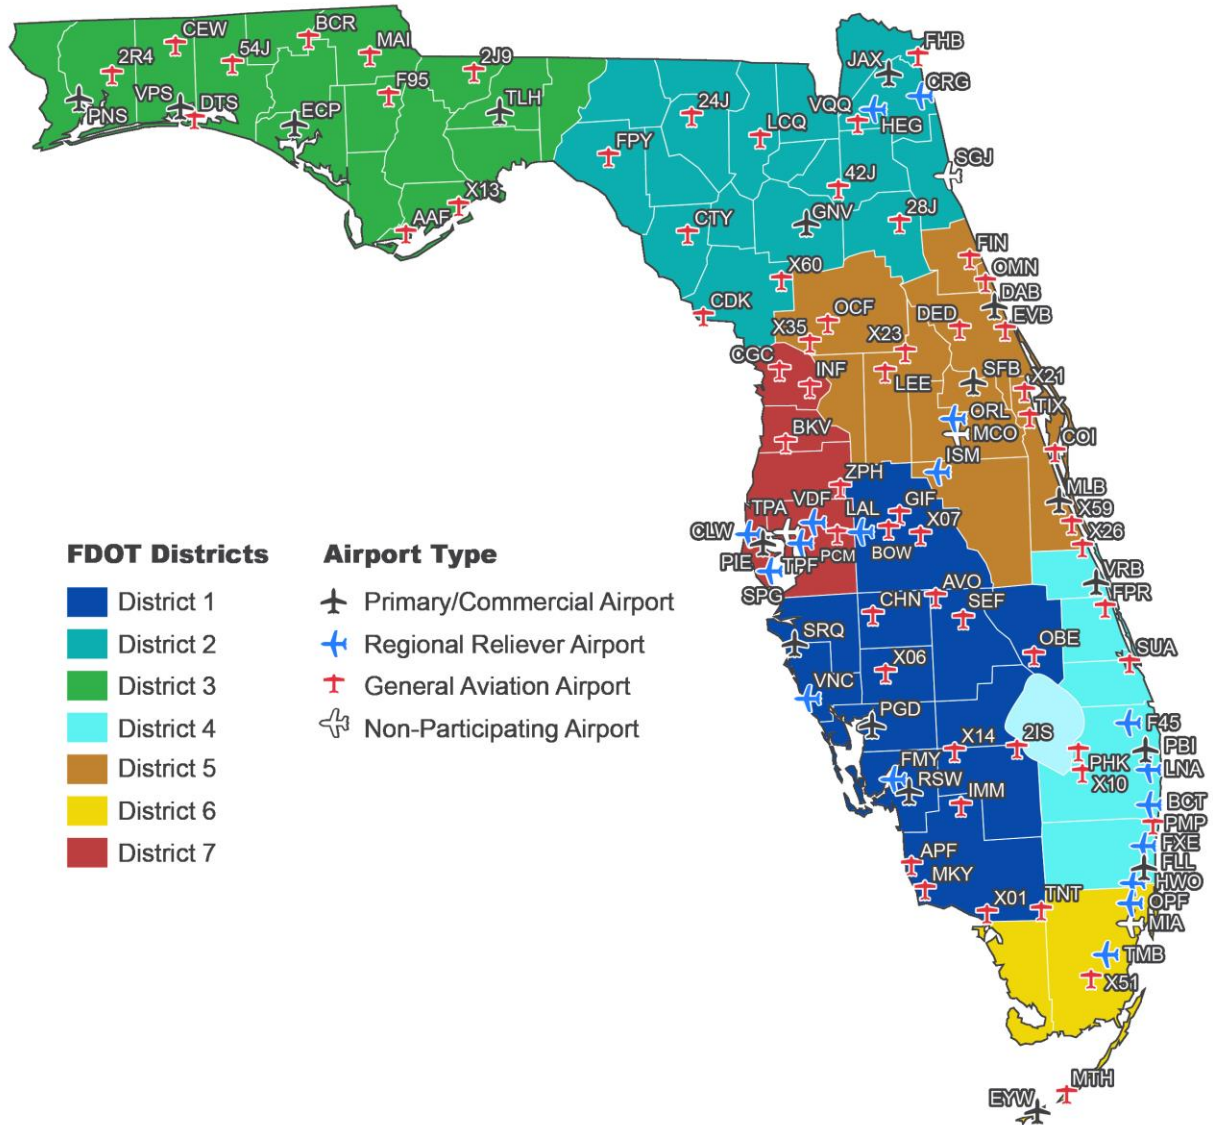 CEW
BCR
2R4
54J
MAI
2J9
FHB
JAX
F95
CRG
VPS
DTS
PNS
ECP
TLH
24J
VQQ
LCQ
HEG
FPY
SGJ
42J
X13
28J
AAF
CTY
GNV
FIN
X60
OMN
DAB
CDK
OCF
DED
EVB
X35
X23
CGC
INF
LEE
SFB
X21
ORL
TIX
BKV
MCO
COI
ISM
ZPH
MLB
TPA
VDF
LAL
GIF
X59
CLW
X07
X26
PIE
TPF
PCM
BOW
SPG
VRB
AVO
FPR
CHN
SEF
SRQ
OBE
SUA
X06
VNC
PGD
F45
X14
2IS
PBI
FMY
PHK
RSW
X10
LNA
IMM
BCT
PMP
FXE
APF
FLL
MKY
HWO
X01
TNT
OPF
MIA
TMB
X51
MTH
EYW
FDOT Districts
District 1
District 2
District 3
District 4
District 5
District 6
District 7
Airport Type
Primary/Commercial Airport
Regional Reliever Airport
General Aviation Airport
Non-Participating Airport